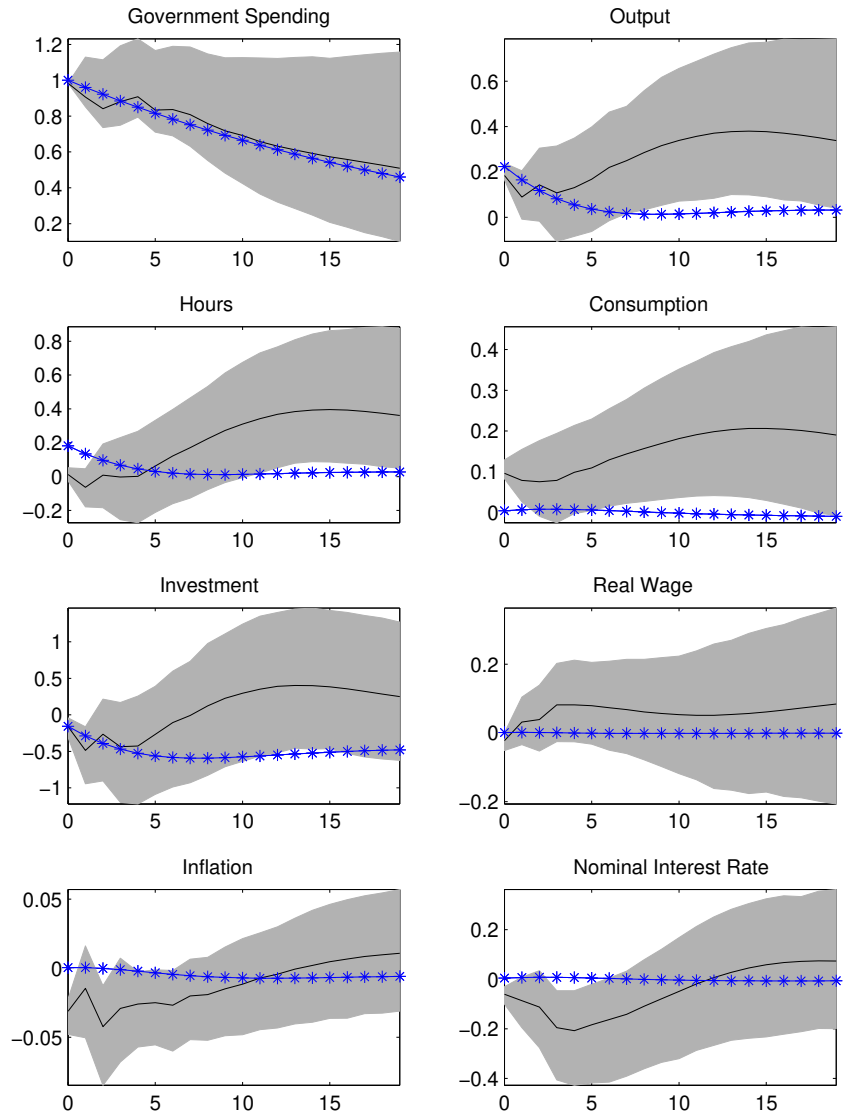 Government Spending
1.2
1
0.8
0.6
0.4
0.2
0 5 10 15
Output
0.6
0.4
0.2
0
0 5 10 15
Hours
0.8
0.6
0.4
0.2
0
−0.2
0 5 10 15
Consumption
0.4
0.3
0.2
0.1
0
0 5 10 15
Investment
1
0.5
0
−0.5
−1
0 5 10 15
Real Wage
0.2
0
−0.2
0 5 10 15
Inflation
0.05
0
−0.05
0 5 10 15
Nominal Interest Rate
0.2
0
−0.2
−0.4
0 5 10 15